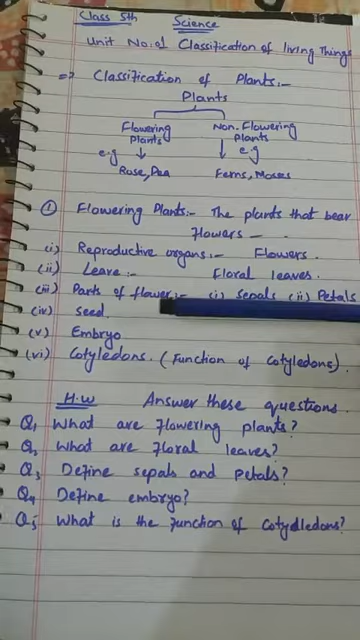 Class 5th Science
Unit No:01 Classification of living Things
=> Classification of Plants:-
Plants
Flowering Plants Non. Flowering Plants
e.g ↓ ↓ e.g
Rose, Pea Ferns, Mosses
① Flowering Plants:- The plants that bear
flowers - .
(i) Reproductive organs:- Flowers.
(ii) Leave:- Floral leaves.
(iii) Parts of flower:- (i) Sepals (ii) Petals
(iv) seed.
(v) Embryo
(vi) Cotyledons. (Function of Cotyledons).
H.W Answer these questions.
Q1 What are flowering plants?
Q2 What are floral leaves?
Q3 Define sepals and petals?
Q4 Define embryo?
Q5 What is the function of Cotydledons?